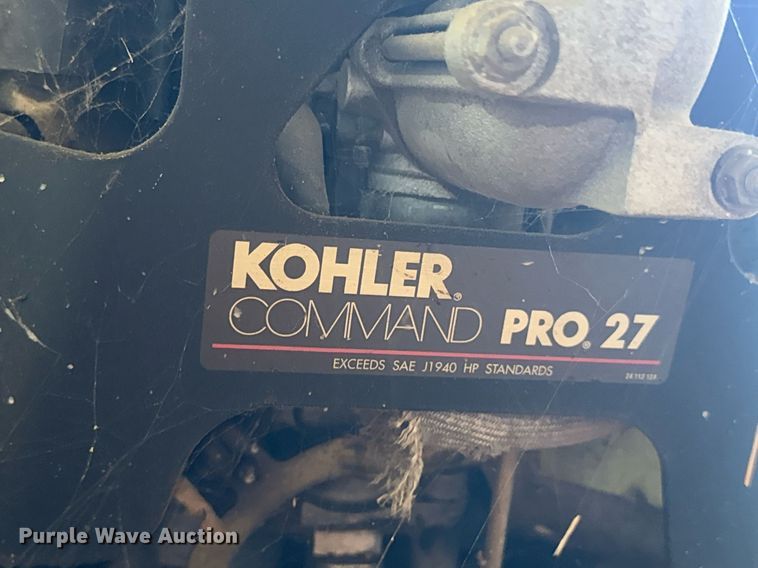 KOHLER®
COMMAND PRO® 27
EXCEEDS SAE J1940 HP STANDARDS
Purple Wave Auction